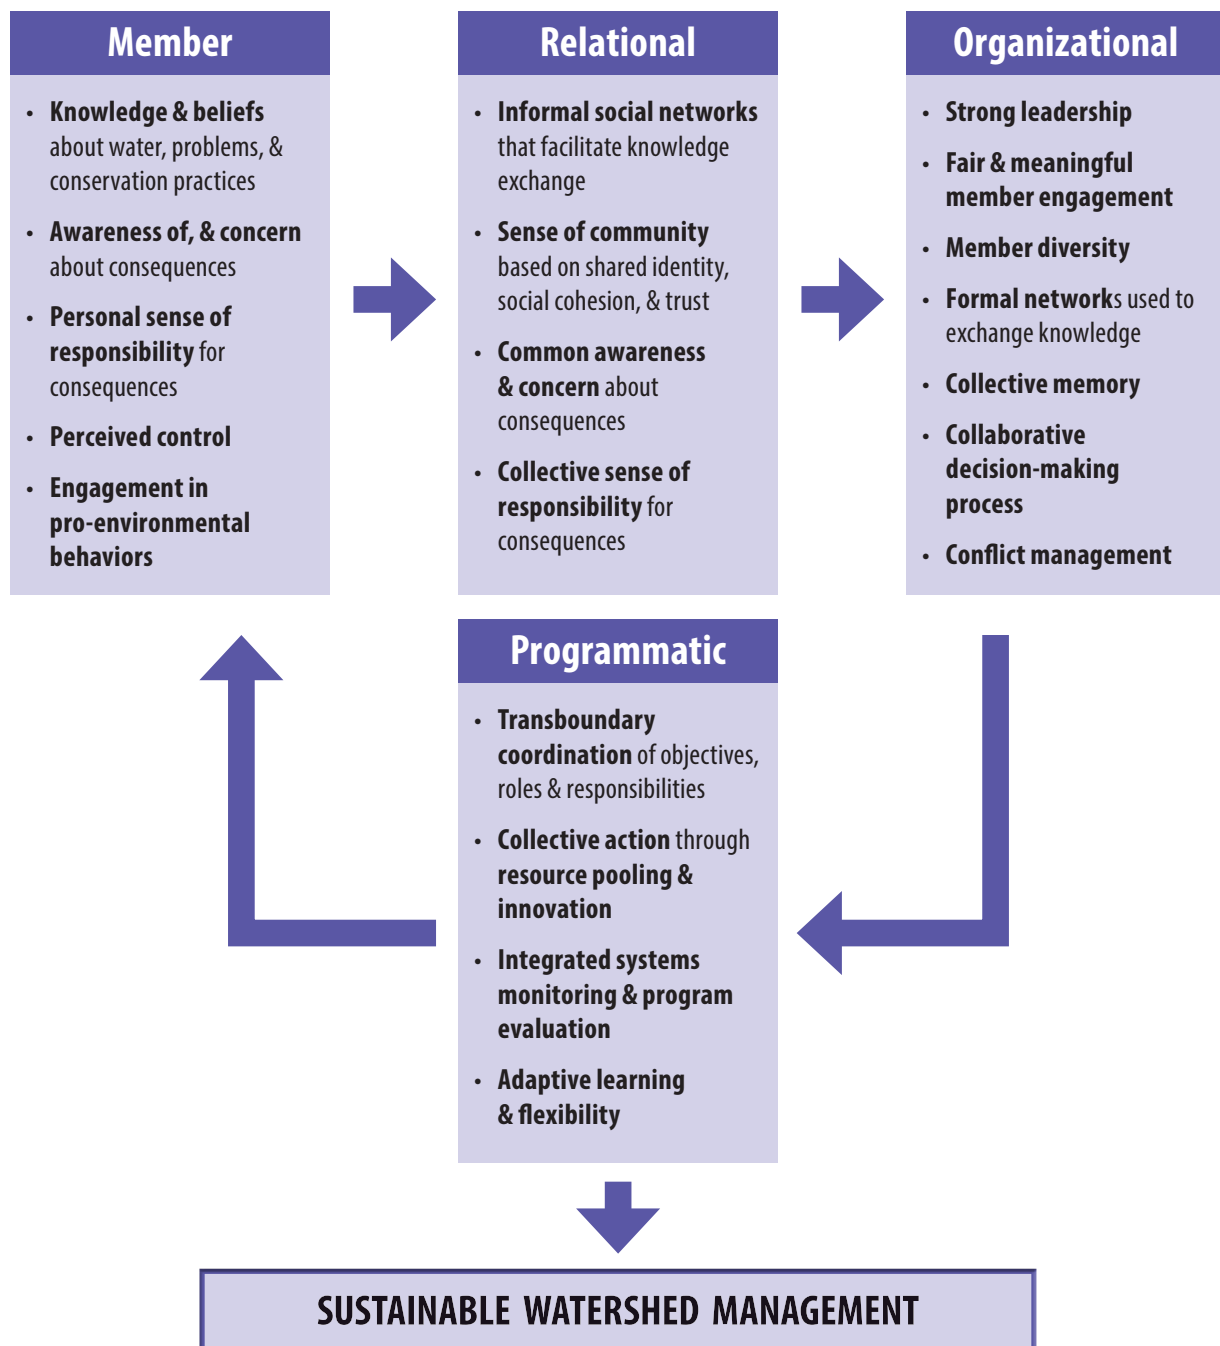 Member
• Knowledge & beliefs
about water, problems, &
conservation practices
• Awareness of, & concern
about consequences
• Personal sense of
responsibility for
consequences
• Perceived control
• Engagement in
pro-environmental
behaviors
Relational
• Informal social networks
that facilitate knowledge
exchange
• Sense of community
based on shared identity,
social cohesion, & trust
• Common awareness
& concern about
consequences
• Collective sense of
responsibility for
consequences
Organizational
• Strong leadership
• Fair & meaningful
member engagement
• Member diversity
• Formal networks used to
exchange knowledge
• Collective memory
• Collaborative
decision-making
process
• Conflict management
Programmatic
• Transboundary
coordination of objectives,
roles & responsibilities
• Collective action through
resource pooling &
innovation
• Integrated systems
monitoring & program
evaluation
• Adaptive learning
& flexibility
SUSTAINABLE WATERSHED MANAGEMENT